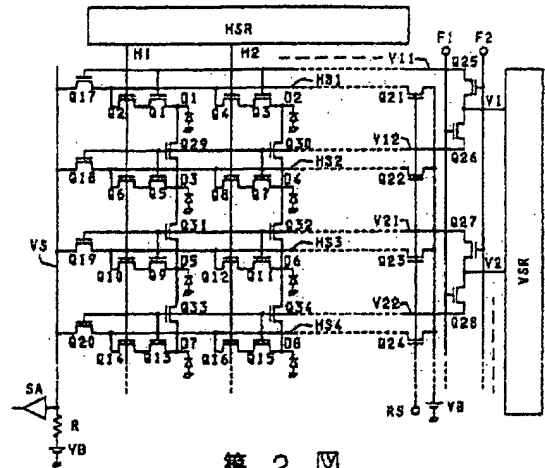 HSR
F1 F2
H1 H2 V11 Q25
HS1
Q17 Q2 Q1 D1 Q4 Q3 D2 Q21 V1
Q29 Q30 V12 Q26
HS2
Q18 Q6 Q5 D3 Q8 Q7 D4 Q22
Q31 Q32 V21 Q27
VS HS3 V2 VSR
Q19 Q10 Q9 D5 Q12 Q11 D6 Q23
Q33 Q34 V22 Q28
HS4
Q20 Q14 Q13 D7 Q16 Q15 D8 Q24
SA
R RS VB
VB
第 2 図